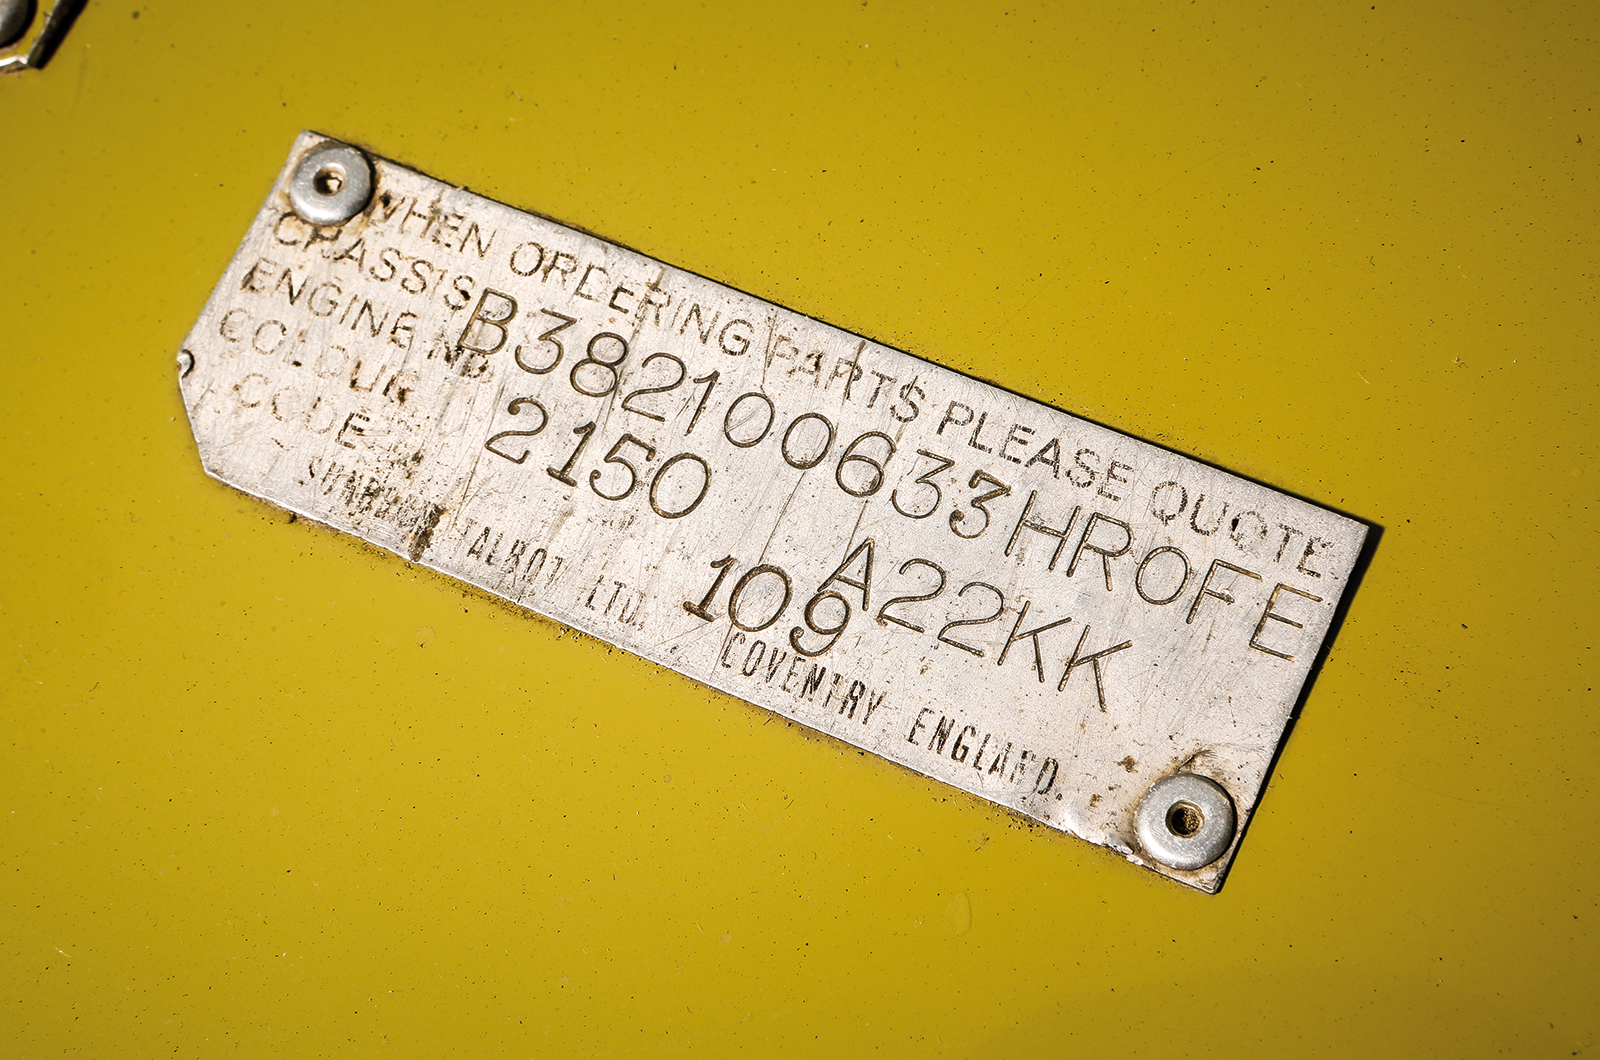 WHEN ORDERING PARTS PLEASE QUOTE
CHASSIS B382100633HROFE
ENGINE NO
COLOUR 2150 A22KK
CODE 109
SUNBEAM TALBOT LTD. COVENTRY ENGLAND.